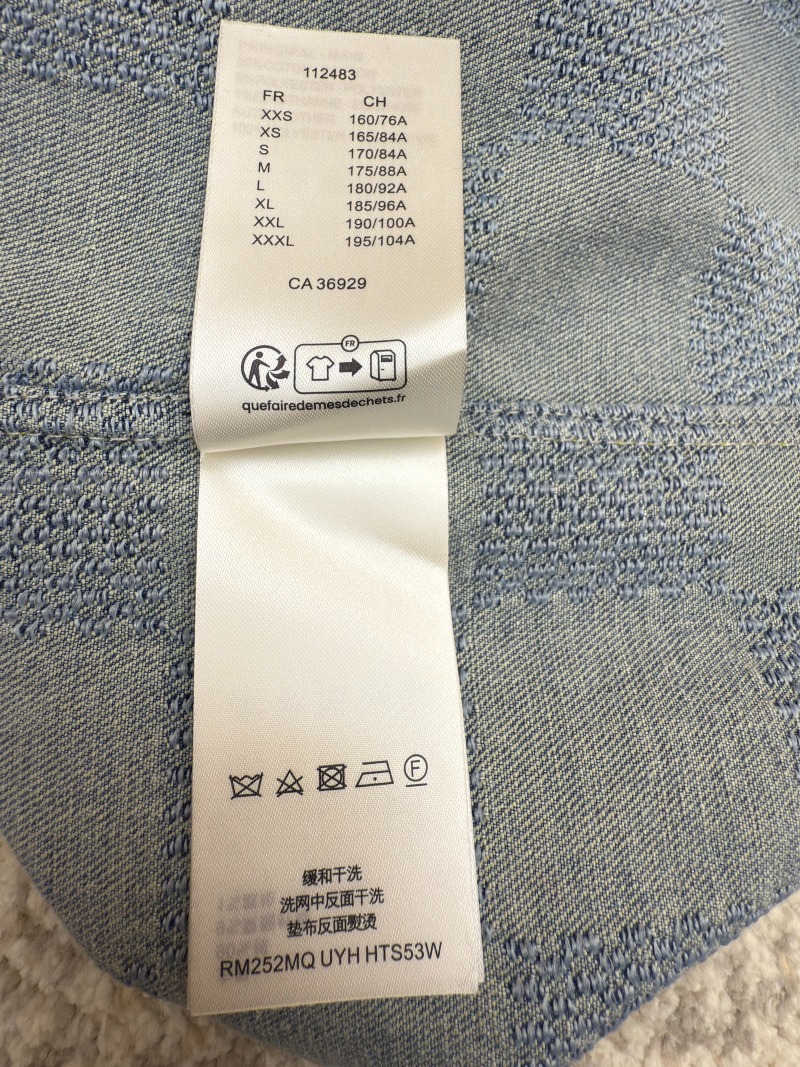 112483
FR CH
XXS 160/76A
XS 165/84A
S 170/84A
M 175/88A
L 180/92A
XL 185/96A
XXL 190/100A
XXXL 195/104A
CA 36929
FR
quefairedemesdechets.fr
F
缓和干洗
洗网中反面干洗
垫布反面熨烫
RM252MQ UYH HTS53W